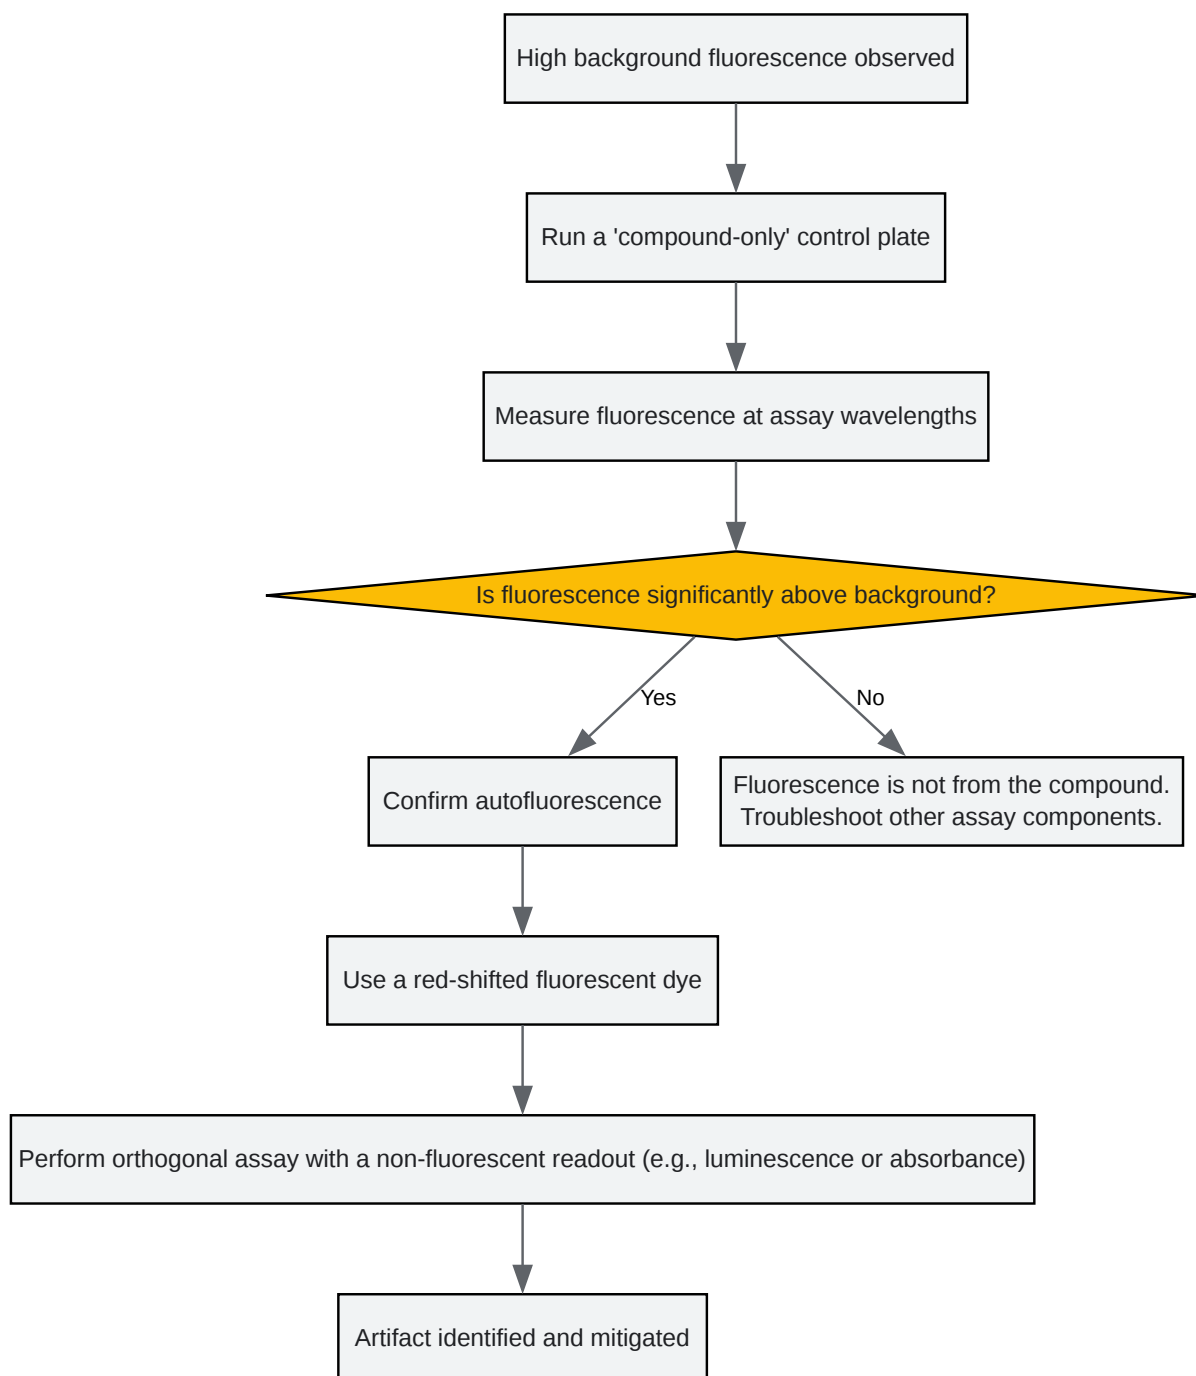 High background fluorescence observed
Run a 'compound-only' control plate
Measure fluorescence at assay wavelengths
Is fluorescence significantly above background?
Yes
No
Confirm autofluorescence
Fluorescence is not from the compound.
Troubleshoot other assay components.
Use a red-shifted fluorescent dye
Perform orthogonal assay with a non-fluorescent readout (e.g., luminescence or absorbance)
Artifact identified and mitigated